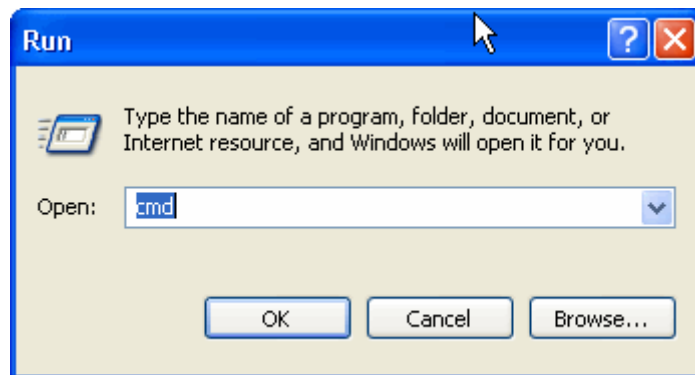 Run
?
Type the name of a program, folder, document, or
Internet resource, and Windows will open it for you.
Open:
cmd
OK
Cancel
Browse...